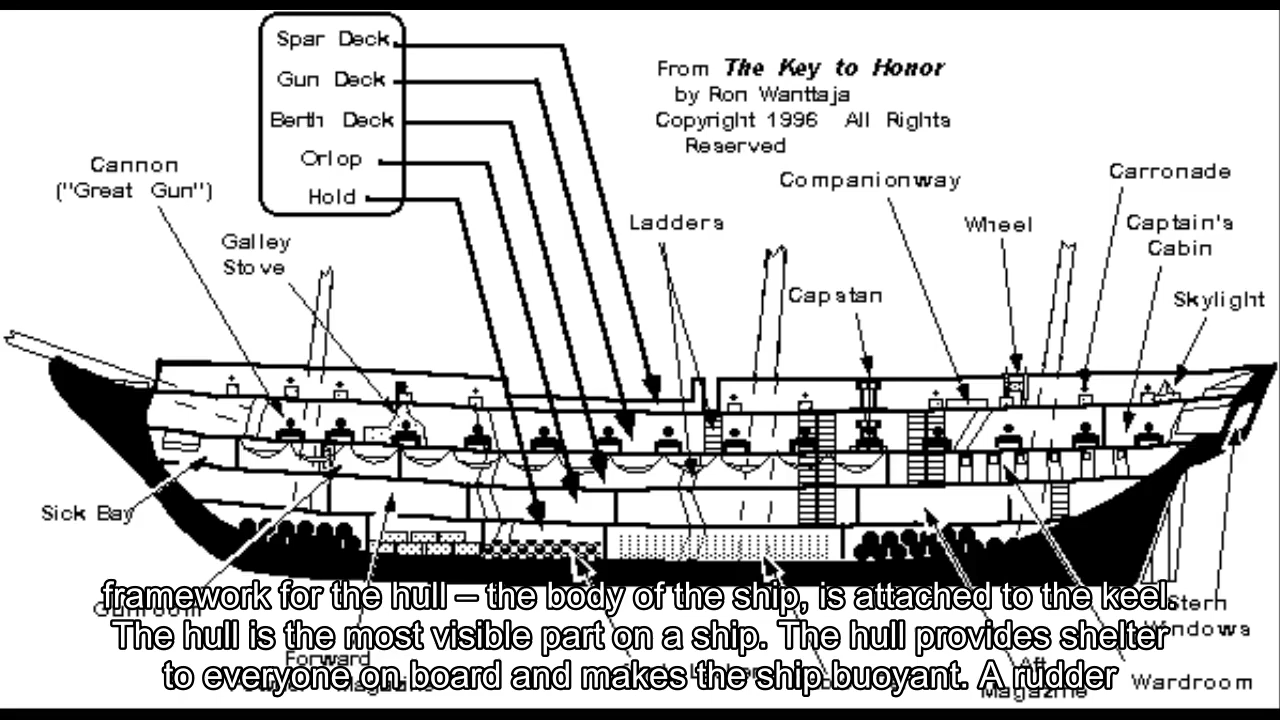 Spar Deck
Gun Deck
Berth Deck
Orlop
Hold
From The Key to Honor
by Ron Wanttaja
Copyright 1996 All Rights
Reserved
Cannon
("Great Gun")
Galley
Stove
Ladders
Companionway
Carronade
Wheel
Captain's
Cabin
Capstan
Skylight
Sick Bay
Gunroom
Forward
Magazine
Stern
Windows
Aft
Magazine
Wardroom
framework for the hull – the body of the ship, is attached to the keel.
The hull is the most visible part on a ship. The hull provides shelter
to everyone on board and makes the ship buoyant. A rudder